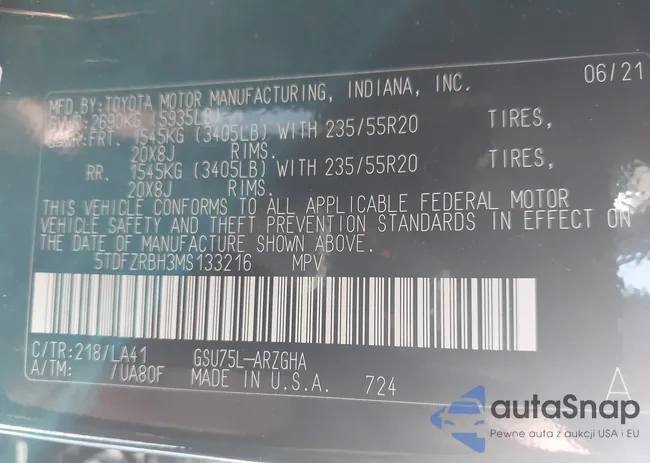 MFD. BY: TOYOTA MOTOR MANUFACTURING, INDIANA, INC. 06/21
GVWR: 2690KG (5935LB)
GAWR: FRT. 1545KG (3405LB) WITH 235/55R20 TIRES,
20X8J RIMS.
RR. 1545KG (3405LB) WITH 235/55R20 TIRES,
20X8J RIMS.
THIS VEHICLE CONFORMS TO ALL APPLICABLE FEDERAL MOTOR
VEHICLE SAFETY AND THEFT PREVENTION STANDARDS IN EFFECT ON
THE DATE OF MANUFACTURE SHOWN ABOVE.
5TDFZRBH3MS133216 MPV
C/TR: 218/LA41 GSU75L-ARZGHA
A/TM: /UA80F MADE IN U.S.A. 724 A
autaSnap
Pewne auta z aukcji USA i EU